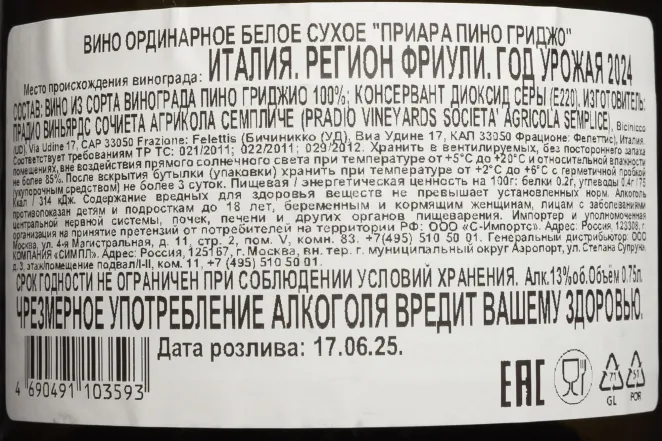 ВИНО ОРДИНАРНОЕ БЕЛОЕ СУХОЕ "ПРИАРА ПИНО ГРИДЖО"
Место происхождения винограда: ИТАЛИЯ. РЕГИОН ФРИУЛИ. ГОД УРОЖАЯ 2024
СОСТАВ: ВИНО ИЗ СОРТА ВИНОГРАДА ПИНО ГРИДЖИО 100%; КОНСЕРВАНТ ДИОКСИД СЕРЫ (Е220). ИЗГОТОВИТЕЛЬ:
ПРАДИО ВИНЬЯРДС СОЧИЕТА АГРИКОЛА СЕМПЛИЧЕ (PRADIO VINEYARDS SOCIETA' AGRICOLA SEMPLICE), Bicinicco
(UD), Via Udine 17, CAP 33050 Frazione: Felettis (Бичиникко (УД), Виа Удине 17, КАП 33050 Фрационе: Фелеттис), Италия.
Соответствует требованиям ТР ТС: 021/2011; 022/2011; 029/2012. Хранить в вентилируемых, без постороннего запаха
помещениях, вне воздействия прямого солнечного света при температуре от +5°С до +20°С и относительной влажности
не более 85%. После вскрытия бутылки (упаковки) хранить при температуре от +2°С до +6°С с герметичной пробкой
(укупорочным средством) не более 3 суток. Пищевая / энергетическая ценность на 100г: белки 0.2г, углеводы 0.4г /75
Ккал / 314 кДж. Содержание вредных для здоровья веществ не превышает установленных норм. Алкоголь
противопоказан детям и подросткам до 18 лет, беременным и кормящим женщинам, лицам с заболеваниями
центральной нервной системы, почек, печени и других органов пищеварения. Импортер и уполномоченная
организация на принятие претензий от потребителей на территории РФ: ООО «С-Импортс». Адрес: Россия, 123308, г.
Москва, ул. 4-я Магистральная, д. 11, стр. 2, пом. V, комн. 83. +7(495) 510 50 01. Генеральный дистрибьютор: ООО
КОМПАНИЯ «СИМПЛ». Адрес: Россия, 125167, г. Москва, вн. тер. г. муниципальный округ Аэропорт, ул. Степана Супруна,
д. 3, этаж/помещение подвал/I-II, ком. 11, +7 (495) 510 50 01.
СРОК ГОДНОСТИ НЕ ОГРАНИЧЕН ПРИ СОБЛЮДЕНИИ УСЛОВИЙ ХРАНЕНИЯ. Алк.13%об.Объём 0.75л.
ЧРЕЗМЕРНОЕ УПОТРЕБЛЕНИЕ АЛКОГОЛЯ ВРЕДИТ ВАШЕМУ ЗДОРОВЬЮ.
Дата розлива: 17.06.25.
4 690491 103593
EAC
71
GL
51
POR